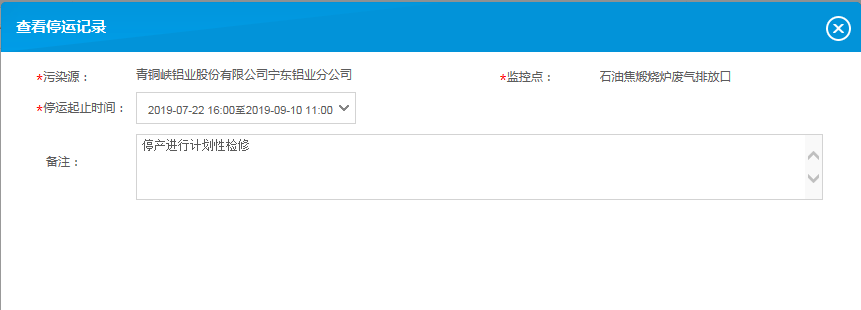 查看停运记录
*污染源： 青铜峡铝业股份有限公司宁东铝业分公司 *监控点： 石油焦煅烧炉废气排放口
*停运起止时间： 2019-07-22 16:00至2019-09-10 11:00
备注： 停产进行计划性检修